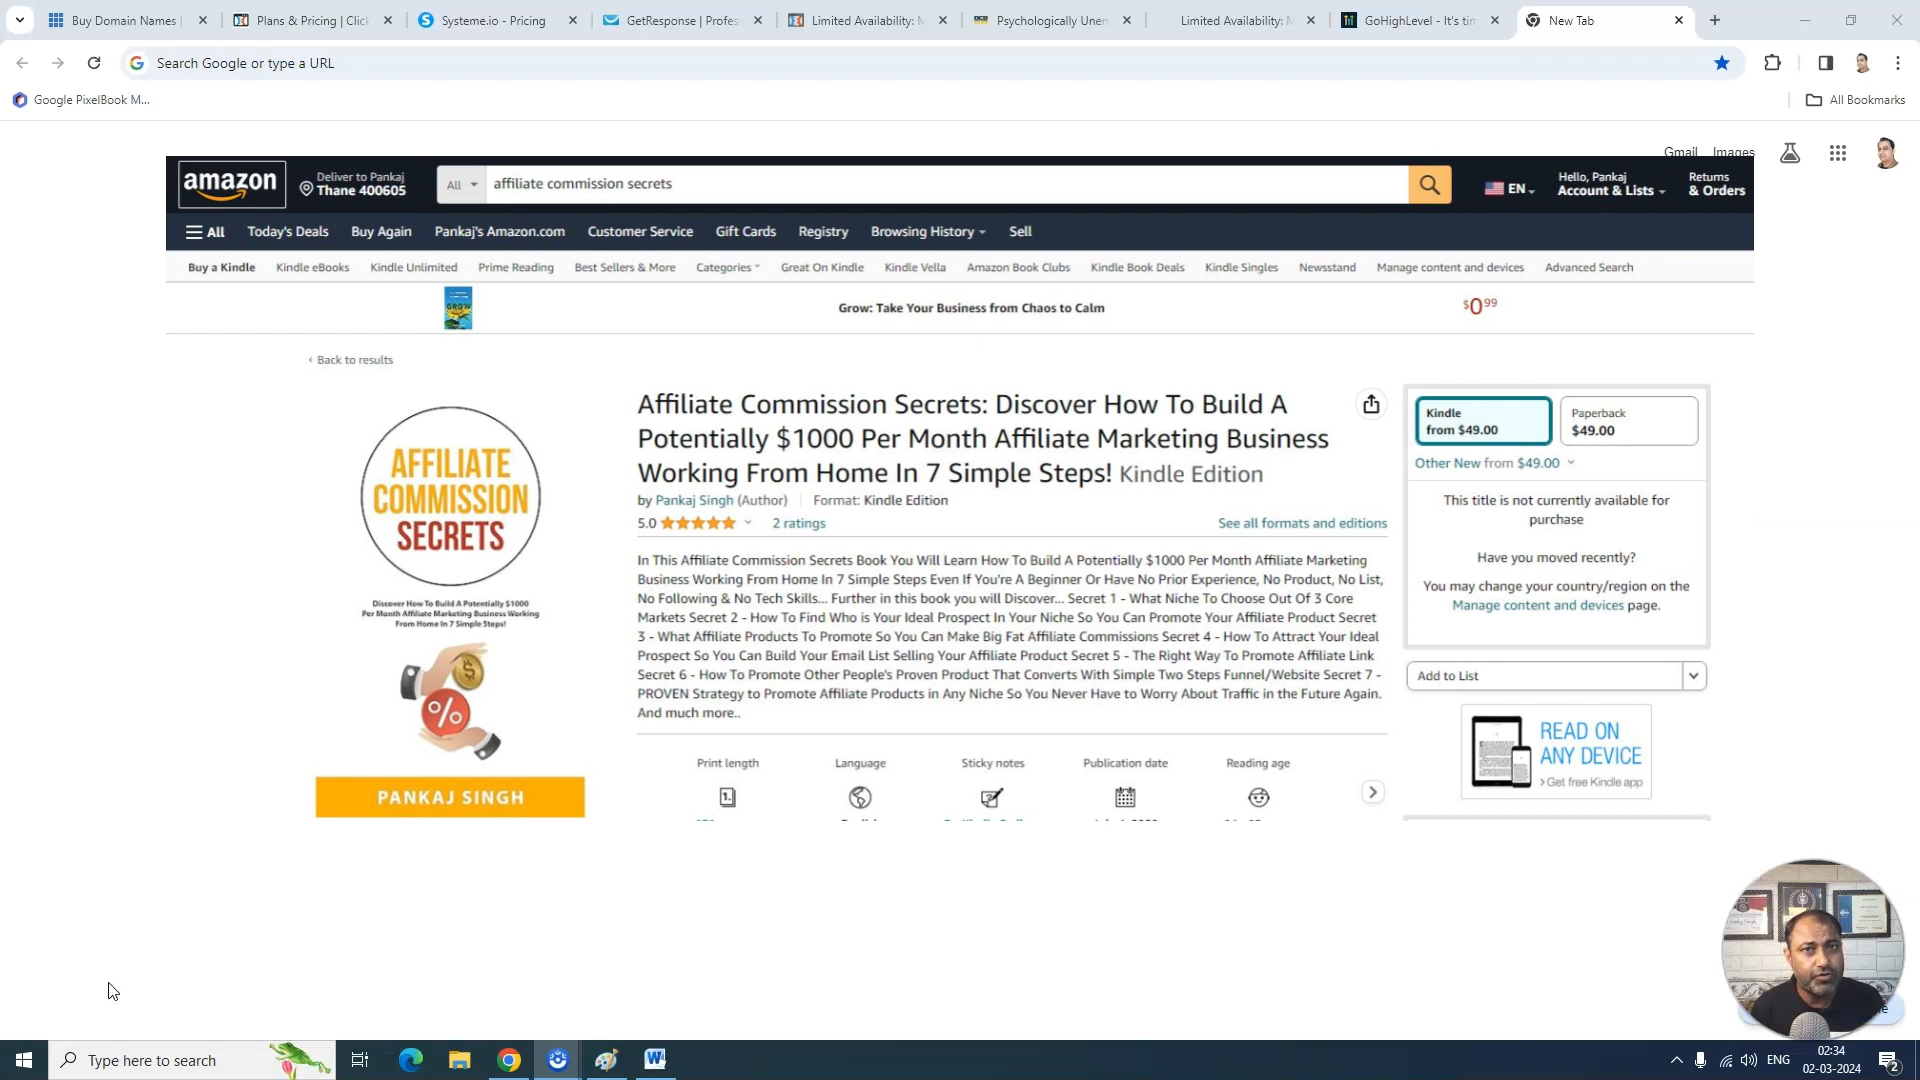 Buy Domain Names
Plans & Pricing | Clic
Systeme.io - Pricing
GetResponse | Profes
Limited Availability: M
Psychologically Unen
Limited Availability: M
GoHighLevel - It's tim
New Tab
Search Google or type a URL
Google PixelBook M...
All Bookmarks
Gmail
Images
amazon
Deliver to Pankaj
Thane 400605
All
affiliate commission secrets
EN
Hello, Pankaj
Account & Lists
Returns
& Orders
All
Today's Deals
Buy Again
Pankaj's Amazon.com
Customer Service
Gift Cards
Registry
Browsing History
Sell
Buy a Kindle
Kindle eBooks
Kindle Unlimited
Prime Reading
Best Sellers & More
Categories
Great On Kindle
Kindle Vella
Amazon Book Clubs
Kindle Book Deals
Kindle Singles
Newsstand
Manage content and devices
Advanced Search
GROW
Grow: Take Your Business from Chaos to Calm
$0 99
‹ Back to results
AFFILIATE
COMMISSION
SECRETS
Discover How To Build A Potentially $1000
Per Month Affiliate Marketing Business Working
From Home In 7 Simple Steps!
$
%
PANKAJ SINGH
Affiliate Commission Secrets: Discover How To Build A
Potentially $1000 Per Month Affiliate Marketing Business
Working From Home In 7 Simple Steps! Kindle Edition
by Pankaj Singh (Author)
Format: Kindle Edition
5.0
2 ratings
See all formats and editions
In This Affiliate Commission Secrets Book You Will Learn How To Build A Potentially $1000 Per Month Affiliate Marketing
Business Working From Home In 7 Simple Steps Even If You're A Beginner Or Have No Prior Experience, No Product, No List,
No Following & No Tech Skills... Further in this book you will Discover... Secret 1 - What Niche To Choose Out Of 3 Core
Markets Secret 2 - How To Find Who is Your Ideal Prospect In Your Niche So You Can Promote Your Affiliate Product Secret
3 - What Affiliate Products To Promote So You Can Make Big Fat Affiliate Commissions Secret 4 - How To Attract Your Ideal
Prospect So You Can Build Your Email List Selling Your Affiliate Product Secret 5 - The Right Way To Promote Affiliate Link
Secret 6 - How To Promote Other People's Proven Product That Converts With Simple Two Steps Funnel/Website Secret 7 -
PROVEN Strategy to Promote Affiliate Products in Any Niche So You Never Have to Worry About Traffic in the Future Again.
And much more..
Print length
Language
Sticky notes
Publication date
Reading age
Kindle
from $49.00
Paperback
$49.00
Other New from $49.00
This title is not currently available for
purchase
Have you moved recently?
You may change your country/region on the
Manage content and devices page.
Add to List
READ ON
ANY DEVICE
› Get free Kindle app
Type here to search
ENG
02:34
02-03-2024
2